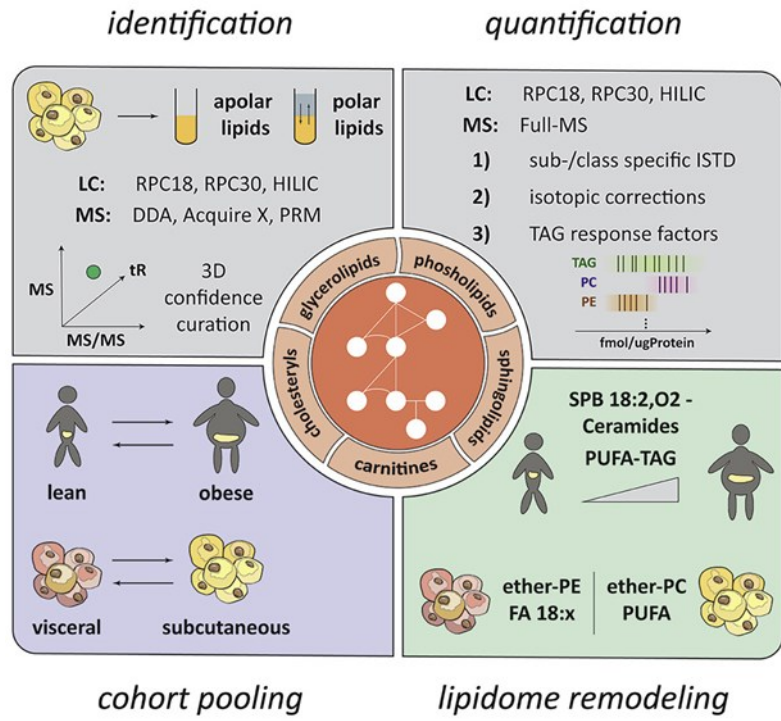 identification
quantification
apolar lipids
polar lipids
LC: RPC18, RPC30, HILIC
MS: DDA, Acquire X, PRM
MS
tR
MS/MS
3D
confidence
curation
LC: RPC18, RPC30, HILIC
MS: Full-MS
1) sub-/class specific ISTD
2) isotopic corrections
3) TAG response factors
TAG
PC
PE
fmol/ugProtein
glycerolipids
phosholipids
sphingolipids
carnitines
cholesteryls
lean
obese
visceral
subcutaneous
SPB 18:2,O2 -
Ceramides
PUFA-TAG
ether-PE
FA 18:x
ether-PC
PUFA
cohort pooling
lipidome remodeling